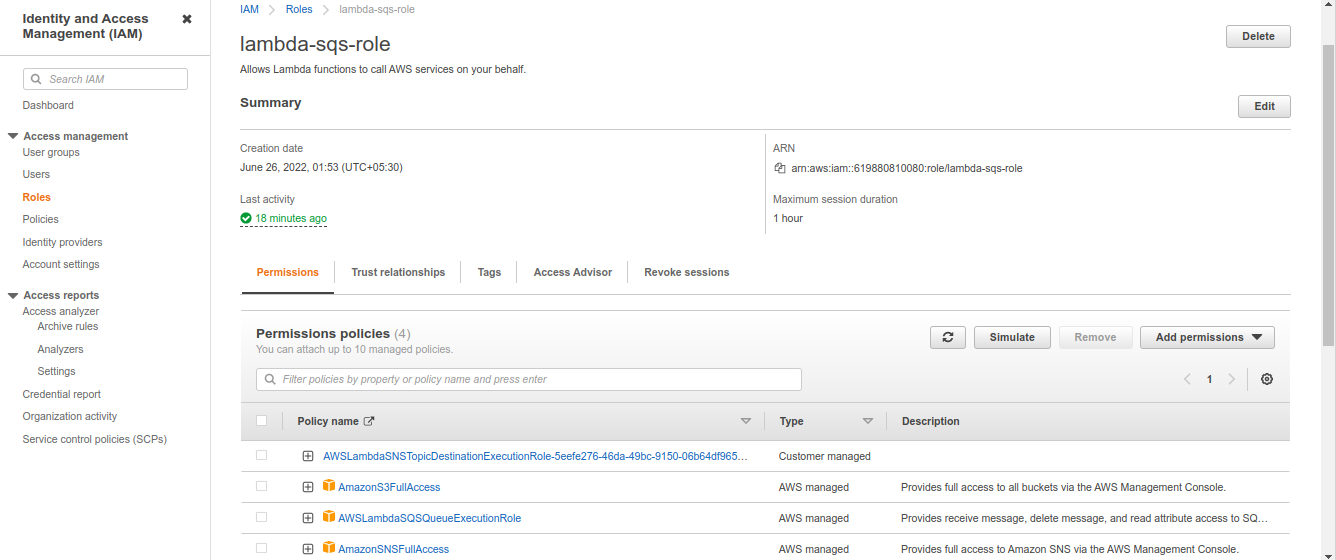 Identity and Access
Management (IAM)
Search IAM
Dashboard
Access management
User groups
Users
Roles
Policies
Identity providers
Account settings
Access reports
Access analyzer
Archive rules
Analyzers
Settings
Credential report
Organization activity
Service control policies (SCPs)
IAM Roles lambda-sqs-role
lambda-sqs-role
Delete
Allows Lambda functions to call AWS services on your behalf.
Summary
Edit
Creation date
June 26, 2022, 01:53 (UTC+05:30)
Last activity
18 minutes ago
ARN
arn:aws:iam::619880810080:role/lambda-sqs-role
Maximum session duration
1 hour
Permissions Trust relationships Tags Access Advisor Revoke sessions
Permissions policies (4)
You can attach up to 10 managed policies.
Simulate Remove Add permissions
Filter policies by property or policy name and press enter
1
Policy name Type Description
AWSLambdaSNSTopicDestinationExecutionRole-5eefe276-46da-49bc-9150-06b64df965... Customer managed
AmazonS3FullAccess AWS managed Provides full access to all buckets via the AWS Management Console.
AWSLambdaSQSQueueExecutionRole AWS managed Provides receive message, delete message, and read attribute access to SQ...
AmazonSNSFullAccess AWS managed Provides full access to Amazon SNS via the AWS Management Console.